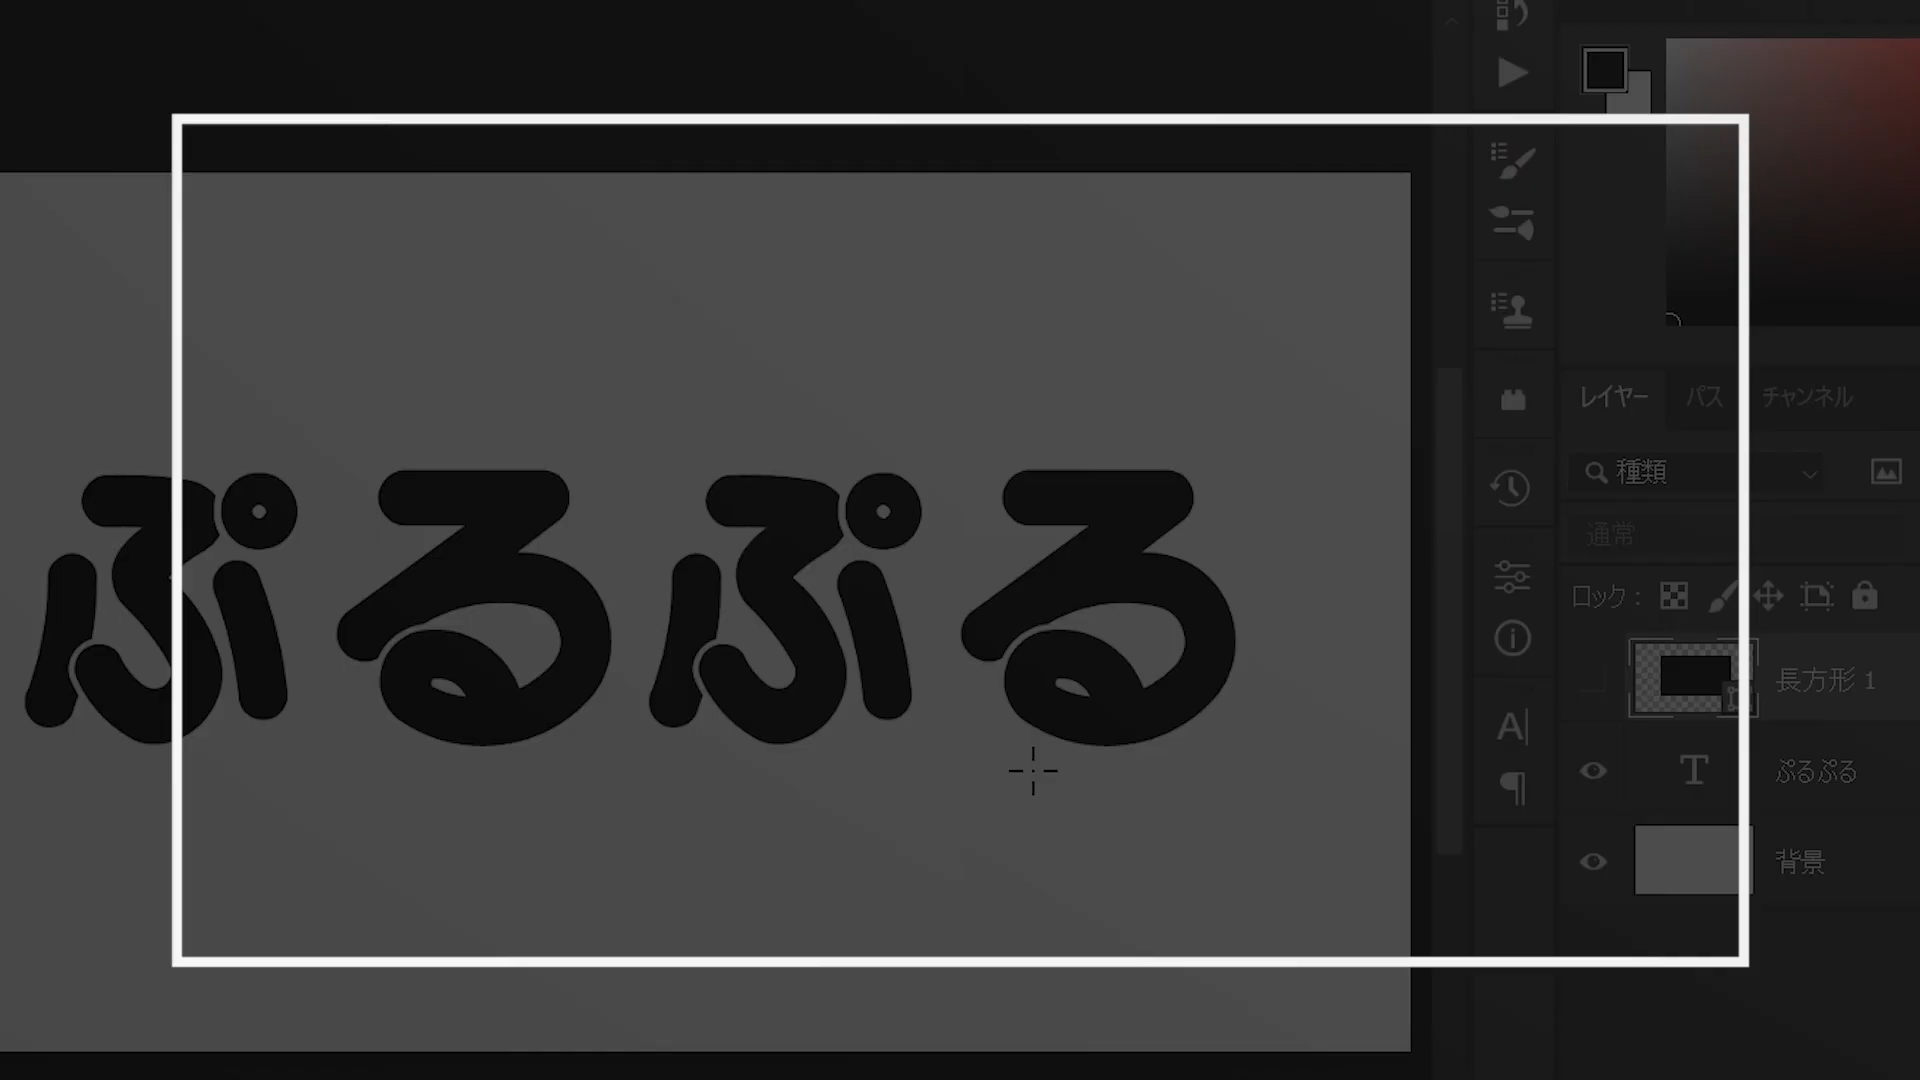 ぷるぷる
レイヤー パス チャンネル
種類
通常
ロック：
長方形 1
T ぷるぷる
背景